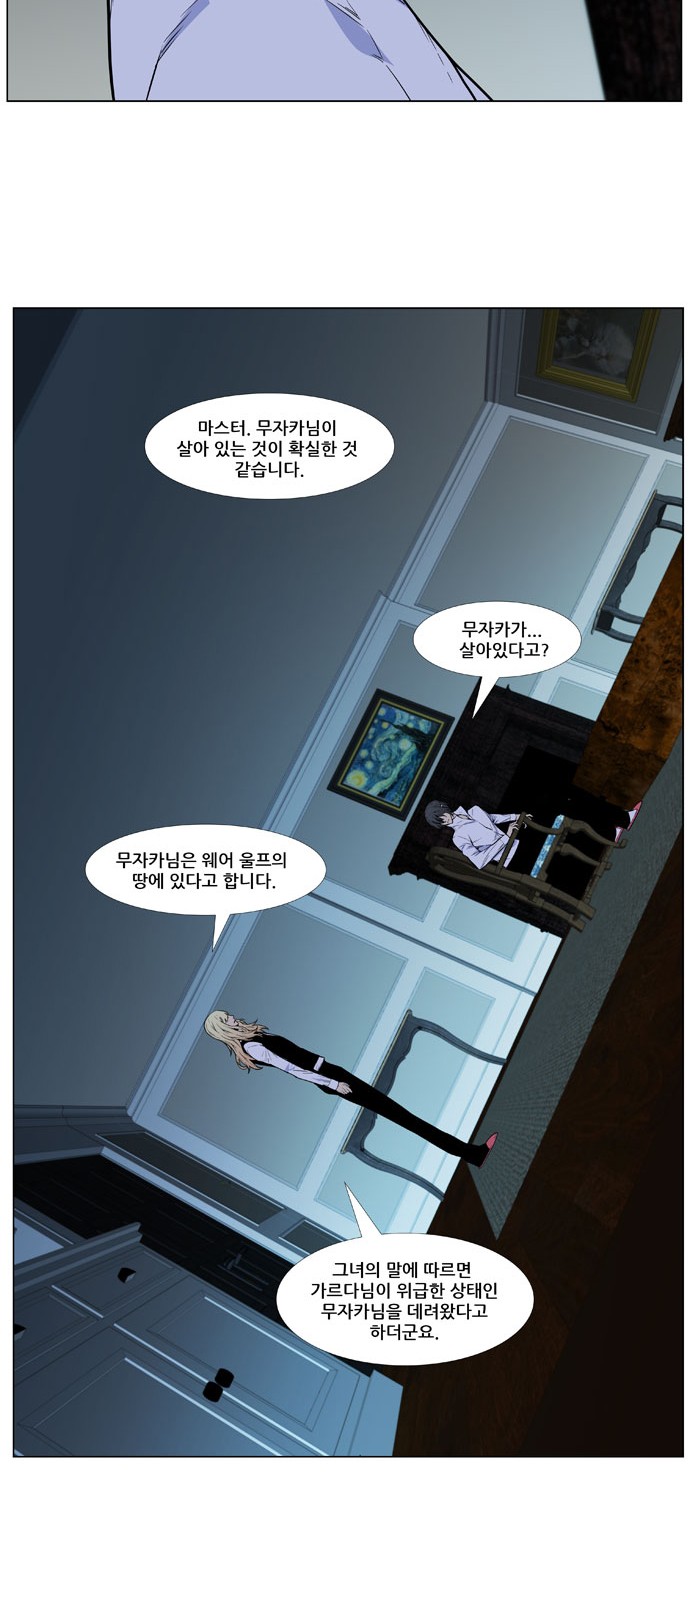 마스터. 무자카님이
살아 있는 것이 확실한 것
같습니다.
무자카가...
살아있다고?
무자카님은 웨어 울프의
땅에 있다고 합니다.
그녀의 말에 따르면
가르다님이 위급한 상태인
무자카님을 데려왔다고
하더군요.